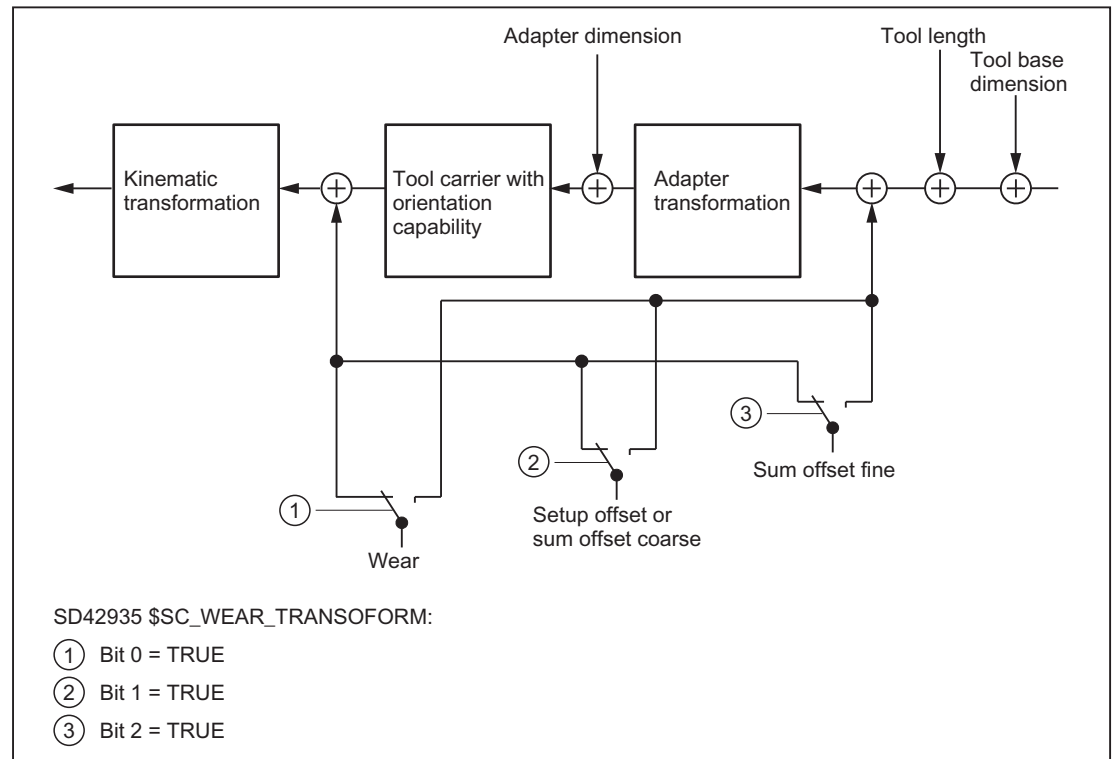 Adapter dimension
Tool length
Tool base
dimension
Kinematic
transformation
Tool carrier with
orientation
capability
Adapter
transformation
3
Sum offset fine
2
Setup offset or
sum offset coarse
1
Wear
SD42935 $SC_WEAR_TRANSOFORM:
1 Bit 0 = TRUE
2 Bit 1 = TRUE
3 Bit 2 = TRUE